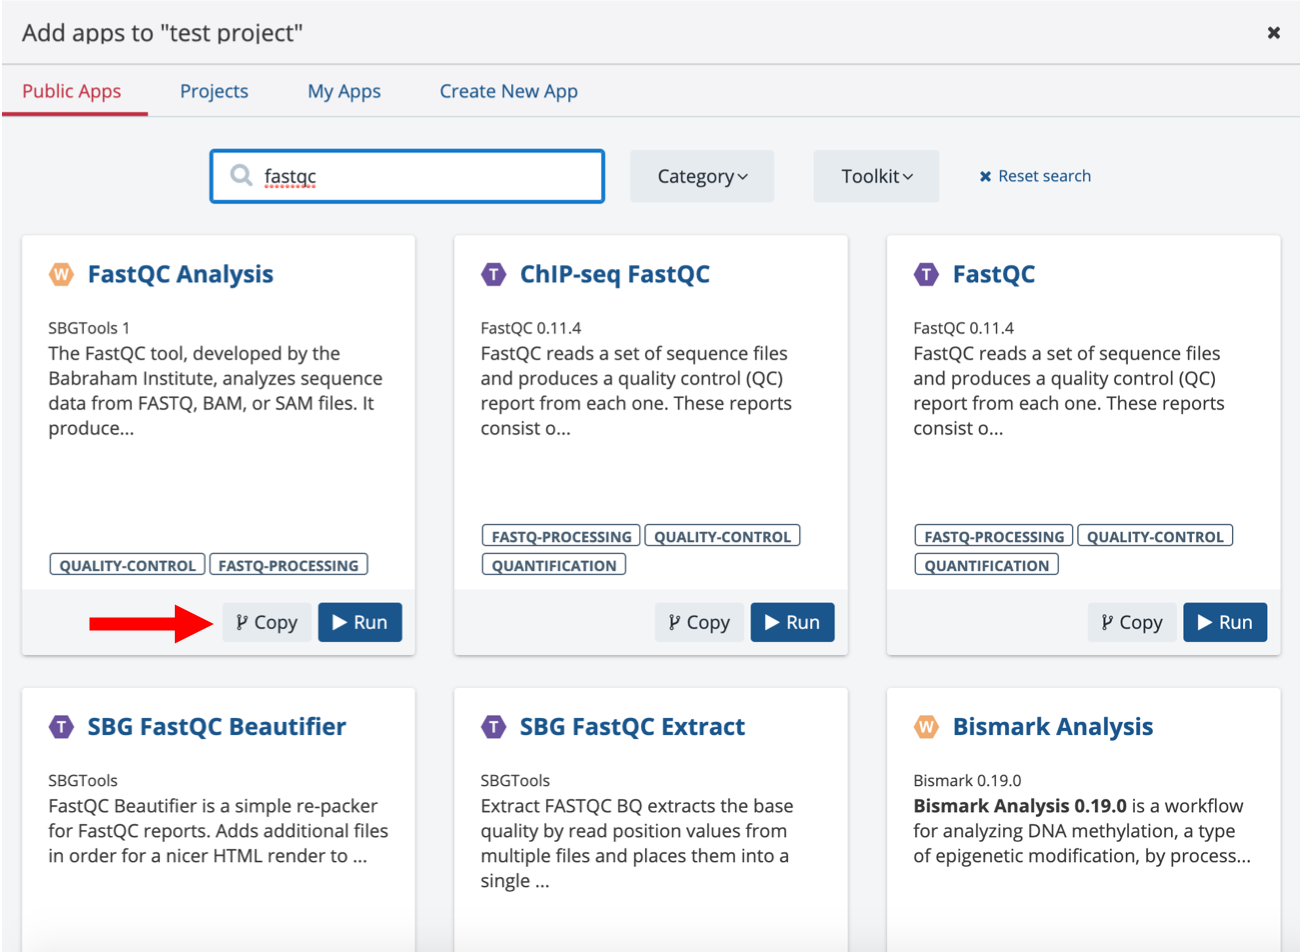 Add apps to "test project"
Public Apps Projects My Apps Create New App
fastqc Category Toolkit Reset search
W FastQC Analysis
SBGTools 1
The FastQC tool, developed by the
Babraham Institute, analyzes sequence
data from FASTQ, BAM, or SAM files. It
produce...
QUALITY-CONTROL FASTQ-PROCESSING
Copy Run
T ChIP-seq FastQC
FastQC 0.11.4
FastQC reads a set of sequence files
and produces a quality control (QC)
report from each one. These reports
consist o...
FASTQ-PROCESSING QUALITY-CONTROL
QUANTIFICATION
Copy Run
T FastQC
FastQC 0.11.4
FastQC reads a set of sequence files
and produces a quality control (QC)
report from each one. These reports
consist o...
FASTQ-PROCESSING QUALITY-CONTROL
QUANTIFICATION
Copy Run
T SBG FastQC Beautifier
SBGTools
FastQC Beautifier is a simple re-packer
for FastQC reports. Adds additional files
in order for a nicer HTML render to ...
T SBG FastQC Extract
SBGTools
Extract FASTQC BQ extracts the base
quality by read position values from
multiple files and places them into a
single ...
W Bismark Analysis
Bismark 0.19.0
Bismark Analysis 0.19.0 is a workflow
for analyzing DNA methylation, a type
of epigenetic modification, by process...